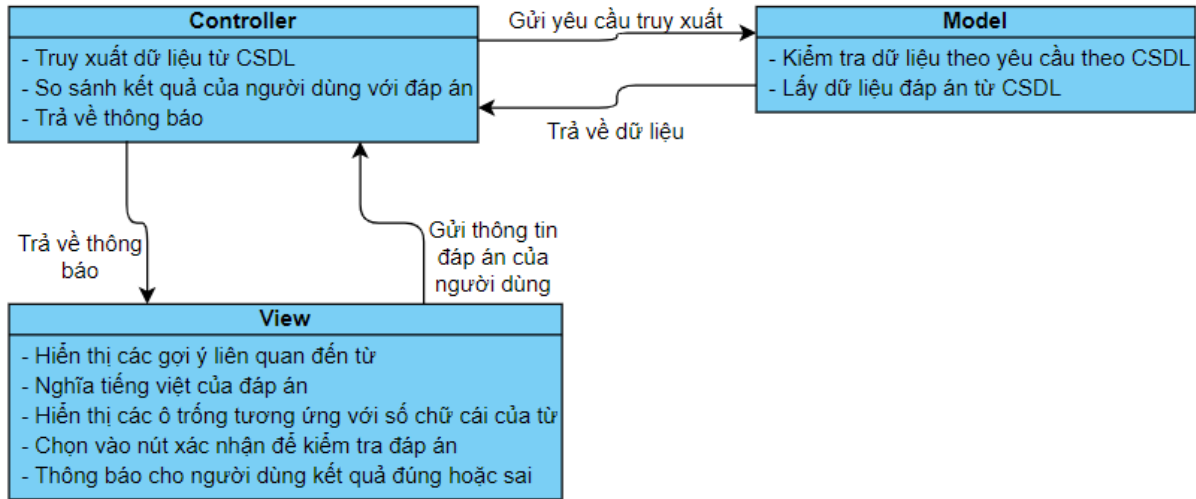 Controller
- Truy xuất dữ liệu từ CSDL
- So sánh kết quả của người dùng với đáp án
- Trả về thông báo
Gửi yêu cầu truy xuất
Trả về dữ liệu
Model
- Kiểm tra dữ liệu theo yêu cầu theo CSDL
- Lấy dữ liệu đáp án từ CSDL
Trả về thông
báo
Gửi thông tin
đáp án của
người dùng
View
- Hiển thị các gợi ý liên quan đến từ
- Nghĩa tiếng việt của đáp án
- Hiển thị các ô trống tương ứng với số chữ cái của từ
- Chọn vào nút xác nhận để kiểm tra đáp án
- Thông báo cho người dùng kết quả đúng hoặc sai